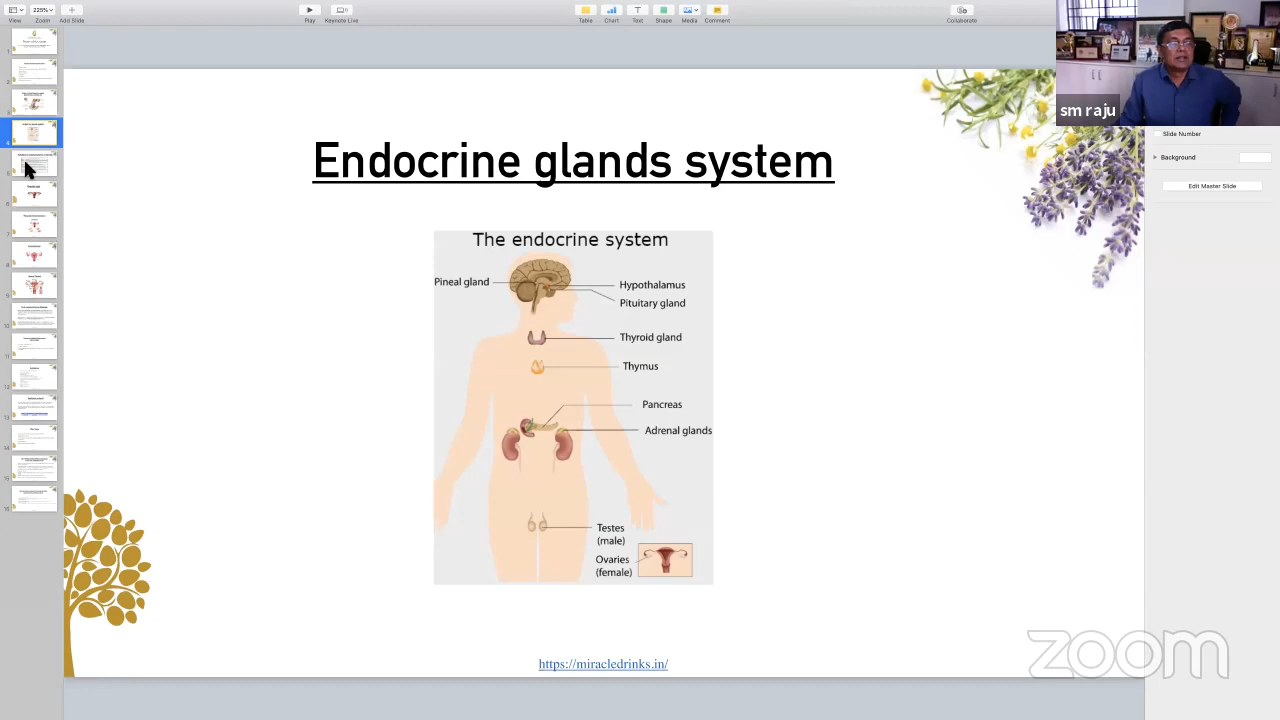 225%
View
Zoom
Add Slide
Play
Keynote Live
Table
Chart
Text
Shape
Media
Comment
Collaborate
sm raju
Slide Number
Background
Edit Master Slide
Endocrine glands system
The endocrine system
Pineal gland
Hypothalamus
Pituitary gland
Thyroid gland
Thymus
Pancreas
Adrenal glands
Testes
(male)
Ovaries
(female)
https://miracledrinks.in/
zoom